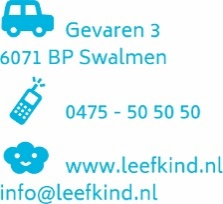 Gevaren 3
6071 BP Swalmen
0475 - 50 50 50
www.leefkind.nl
info@leefkind.nl